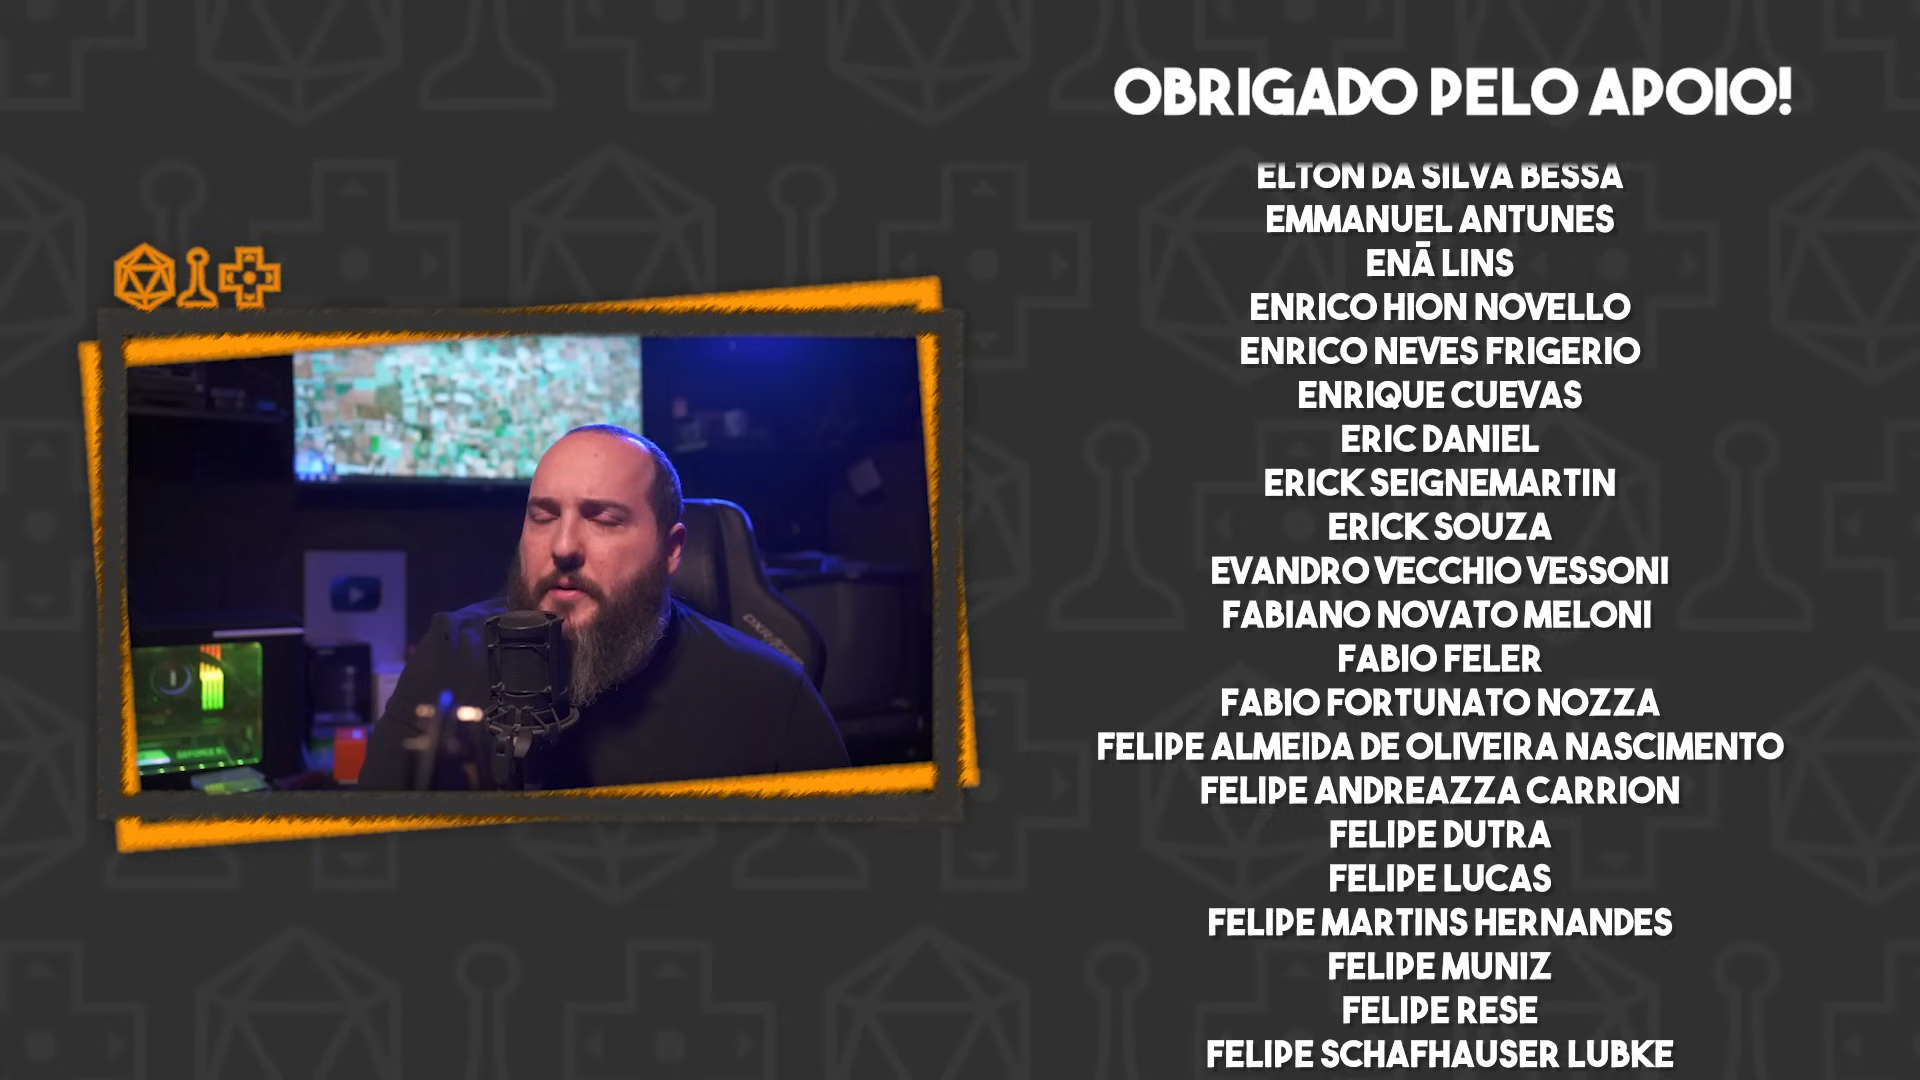 OBRIGADO PELO APOIO!
ELTON DA SILVA BESSA
EMMANUEL ANTUNES
ENÃ LINS
ENRICO HION NOVELLO
ENRICO NEVES FRIGERIO
ENRIQUE CUEVAS
ERIC DANIEL
ERICK SEIGNEMARTIN
ERICK SOUZA
EVANDRO VECCHIO VESSONI
FABIANO NOVATO MELONI
FABIO FELER
FABIO FORTUNATO NOZZA
FELIPE ALMEIDA DE OLIVEIRA NASCIMENTO
FELIPE ANDREAZZA CARRION
FELIPE DUTRA
FELIPE LUCAS
FELIPE MARTINS HERNANDES
FELIPE MUNIZ
FELIPE RESE
FELIPE SCHAFHAUSER LUBKE
DXRACER